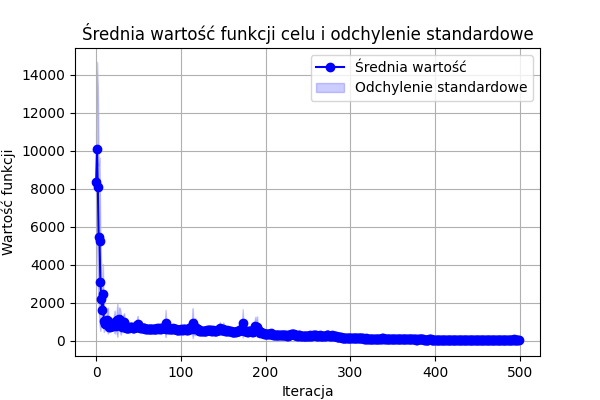 Średnia wartość funkcji celu i odchylenie standardowe
Średnia wartość
Odchylenie standardowe
Wartość funkcji
14000
12000
10000
8000
6000
4000
2000
0
0 100 200 300 400 500
Iteracja